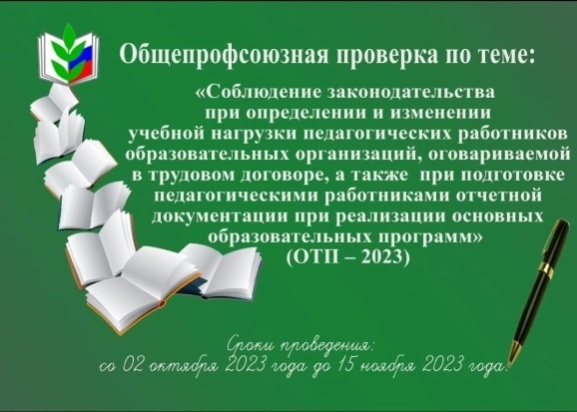 Общепрофсоюзная проверка по теме:
«Соблюдение законодательства
при определении и изменении
учебной нагрузки педагогических работников
образовательных организаций, оговариваемой
в трудовом договоре, а также при подготовке
педагогическими работниками отчетной
документации при реализации основных
образовательных программ»
(ОТП – 2023)
Сроки проведения:
со 02 октября 2023 года до 15 ноября 2023 года.